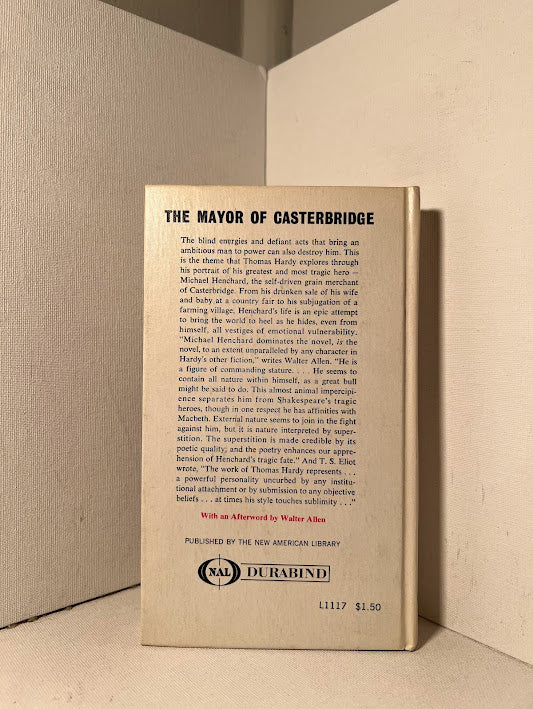 THE MAYOR OF CASTERBRIDGE
The blind energies and defiant acts that bring an
ambitious man to power can also destroy him. This
is the theme that Thomas Hardy explores through
his portrait of his greatest and most tragic hero —
Michael Henchard, the self-driven grain merchant
of Casterbridge. From his drunken sale of his wife
and baby at a country fair to his subjugation of a
farming village. Henchard's life is an epic attempt
to bring the world to heel as he hides, even from
himself, all vestiges of emotional vulnerability.
"Michael Henchard dominates the novel, is the
novel, to an extent unparalleled by any character in
Hardy's other fiction," writes Walter Allen. "He is
a figure of commanding stature. . . . He seems to
contain all nature within himself, as a great bull
might be said to do. This almost animal impercipi-
ence separates him from Shakespeare's tragic
heroes, though in one respect he has affinities with
Macbeth. External nature seems to join in the fight
against him, but it is nature interpreted by super-
stition. The superstition is made credible by its
poetic quality; and the poetry enhances our appre-
hension of Henchard's tragic fate." And T. S. Eliot
wrote, "The work of Thomas Hardy represents . . .
a powerful personality uncurbed by any institu-
tional attachment or by submission to any objective
beliefs . . . at times his style touches sublimity . . ."
With an Afterword by Walter Allen
PUBLISHED BY THE NEW AMERICAN LIBRARY
NAL DURABIND
L1117 $1.50